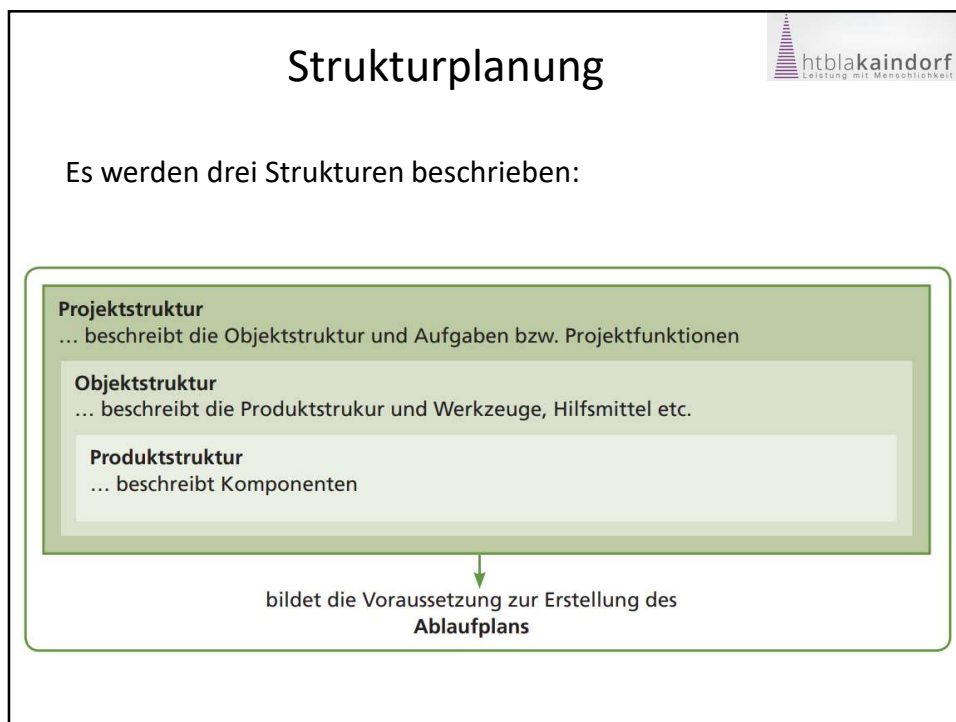 Strukturplanung
htblakaindorf
Leistung mit Menschlichkeit
Es werden drei Strukturen beschrieben:
Projektstruktur
... beschreibt die Objektstruktur und Aufgaben bzw. Projektfunktionen
Objektstruktur
... beschreibt die Produktstrukur und Werkzeuge, Hilfsmittel etc.
Produktstruktur
... beschreibt Komponenten
bildet die Voraussetzung zur Erstellung des
Ablaufplans